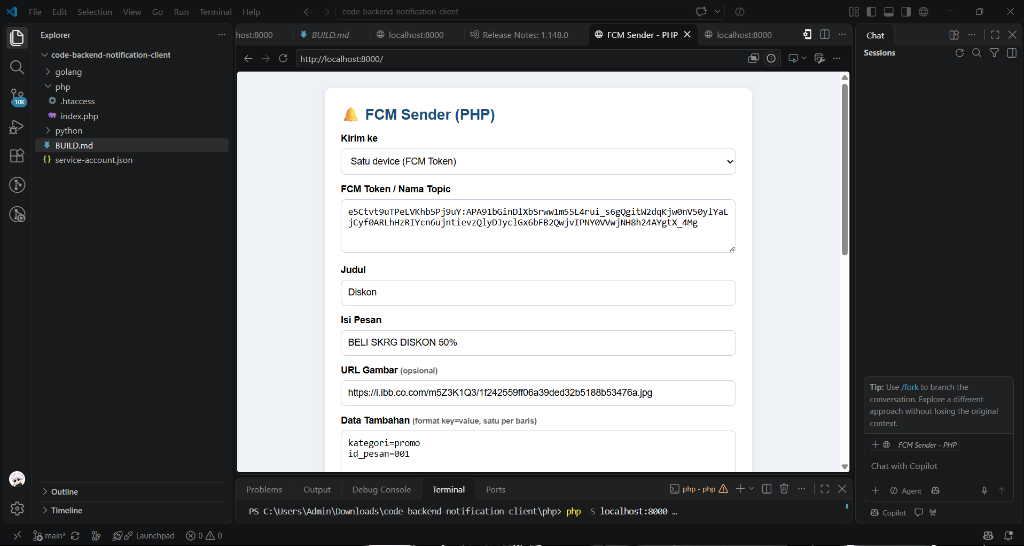 File Edit Selection View Go Run Terminal Help
code-backend-notification-client
Explorer
code-backend-notification-client
golang
php
.htaccess
index.php
python
BUILD.md
service-account.json
Outline
Timeline
10K
host:8000
BUILD.md
localhost:8000
Release Notes: 1.148.0
FCM Sender - PHP
localhost:8000
http://localhost:8000/
FCM Sender (PHP)
Kirim ke
Satu device (FCM Token)
FCM Token / Nama Topic
e5Ctvt9uTPeLVKhb5Pj9uY:APA91bGinDlXbSrww1m55L4rui_s6gQgitW2dqKjw0nV50ylYaL
jCyf0ARLhHzRIYcn6ujntievzQlyDJyclGx6bFB2QwjvIPNY0VVwjNH8h24AYgtX_4Mg
Judul
Diskon
Isi Pesan
BELI SKRG DISKON 50%
URL Gambar (opsional)
https://i.ibb.co.com/m5Z3K1Q3/1f242559ff06a39ded32b5188b53476a.jpg
Data Tambahan (format key=value, satu per baris)
kategori=promo
id_pesan=001
Problems Output Debug Console Terminal Ports
php - php
PS C:\Users\Admin\Downloads\code backend notification-client\php> php S localhost:8000 …
Chat
Sessions
Tip: Use /fork to branch the
conversation. Explore a different
approach without losing the original
context.
FCM Sender - PHP
Chat with Copilot
Agent
Copilot
main*
Launchpad
0 0